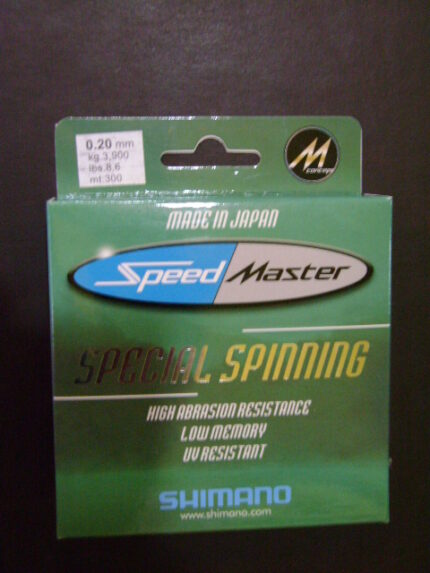 0.20 mm
kg.3,900
lbs.8,6
mt.300
M
concept
MADE IN JAPAN
Speed Master
SPECIAL SPINNING
HIGH ABRASION RESISTANCE
LOW MEMORY
UV RESISTANT
SHIMANO
www.shimano.com